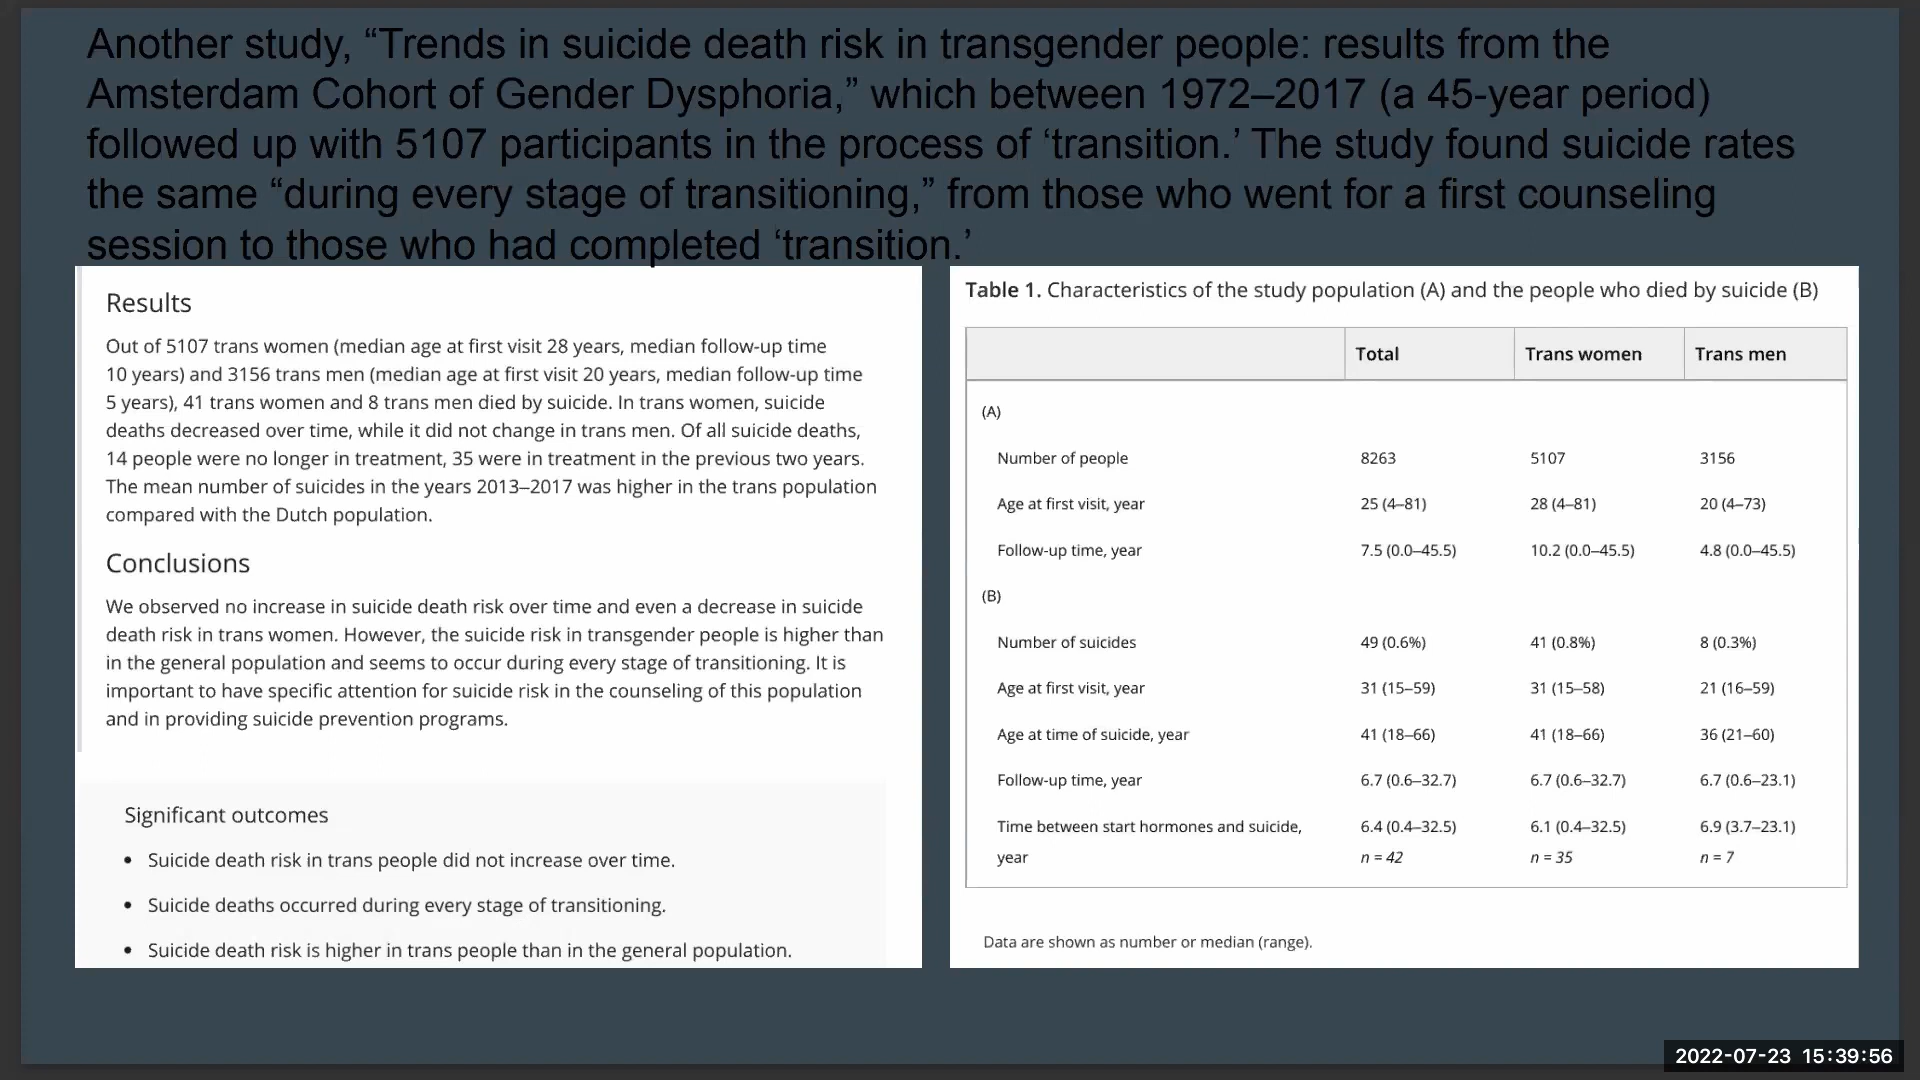 Another study, “Trends in suicide death risk in transgender people: results from the
Amsterdam Cohort of Gender Dysphoria,” which between 1972–2017 (a 45-year period)
followed up with 5107 participants in the process of ‘transition.’ The study found suicide rates
the same “during every stage of transitioning,” from those who went for a first counseling
session to those who had completed ‘transition.’
Results
Out of 5107 trans women (median age at first visit 28 years, median follow-up time
10 years) and 3156 trans men (median age at first visit 20 years, median follow-up time
5 years), 41 trans women and 8 trans men died by suicide. In trans women, suicide
deaths decreased over time, while it did not change in trans men. Of all suicide deaths,
14 people were no longer in treatment, 35 were in treatment in the previous two years.
The mean number of suicides in the years 2013–2017 was higher in the trans population
compared with the Dutch population.
Conclusions
We observed no increase in suicide death risk over time and even a decrease in suicide
death risk in trans women. However, the suicide risk in transgender people is higher than
in the general population and seems to occur during every stage of transitioning. It is
important to have specific attention for suicide risk in the counseling of this population
and in providing suicide prevention programs.
Significant outcomes
• Suicide death risk in trans people did not increase over time.
• Suicide deaths occurred during every stage of transitioning.
• Suicide death risk is higher in trans people than in the general population.
Table 1. Characteristics of the study population (A) and the people who died by suicide (B)
Total Trans women Trans men
(A)
Number of people 8263 5107 3156
Age at first visit, year 25 (4–81) 28 (4–81) 20 (4–73)
Follow-up time, year 7.5 (0.0–45.5) 10.2 (0.0–45.5) 4.8 (0.0–45.5)
(B)
Number of suicides 49 (0.6%) 41 (0.8%) 8 (0.3%)
Age at first visit, year 31 (15–59) 31 (15–58) 21 (16–59)
Age at time of suicide, year 41 (18–66) 41 (18–66) 36 (21–60)
Follow-up time, year 6.7 (0.6–32.7) 6.7 (0.6–32.7) 6.7 (0.6–23.1)
Time between start hormones and suicide, 6.4 (0.4–32.5) 6.1 (0.4–32.5) 6.9 (3.7–23.1)
year n = 42 n = 35 n = 7
Data are shown as number or median (range).
2022-07-23 15:39:56